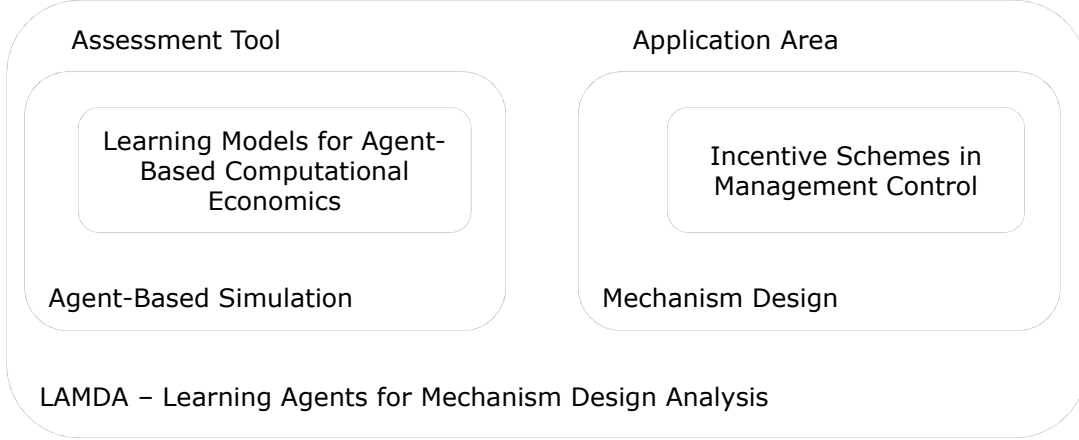 Assessment Tool
Application Area
Learning Models for Agent-
Based Computational
Economics
Incentive Schemes in
Management Control
Agent-Based Simulation
Mechanism Design
LAMDA – Learning Agents for Mechanism Design Analysis